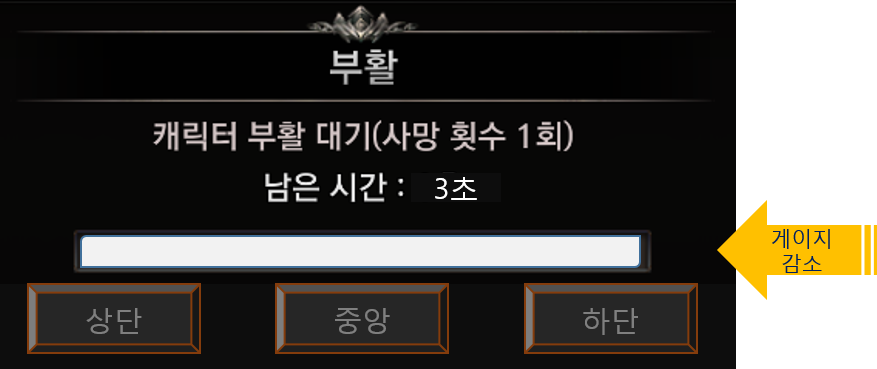 부활
캐릭터 부활 대기(사망 횟수 1회)
남은 시간 : 3초
게이지
감소
상단 중앙 하단